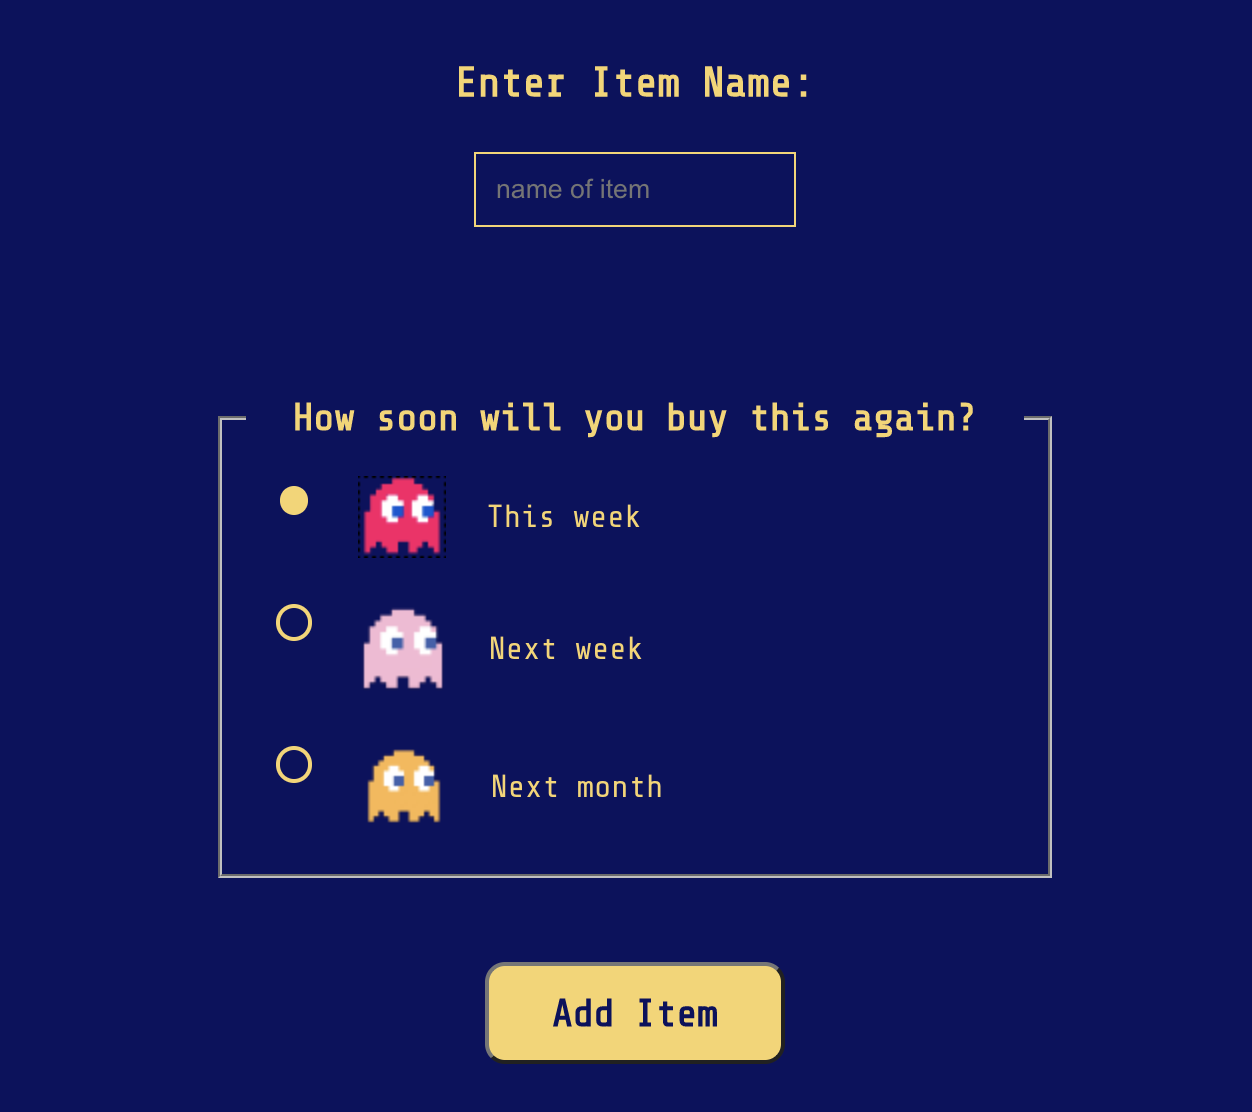 Enter Item Name:
name of item
How soon will you buy this again?
This week
Next week
Next month
Add Item